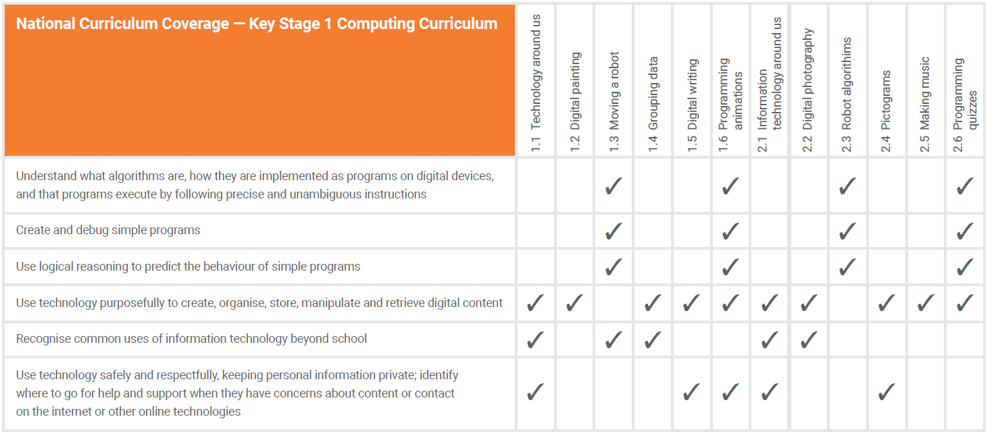 National Curriculum Coverage — Key Stage 1 Computing Curriculum
1.1 Technology around us
1.2 Digital painting
1.3 Moving a robot
1.4 Grouping data
1.5 Digital writing
1.6 Programming
animations
2.1 Information
technology around us
2.2 Digital photography
2.3 Robot algorithims
2.4 Pictograms
2.5 Making music
2.6 Programming
quizzes
Understand what algorithms are, how they are implemented as programs on digital devices,
and that programs execute by following precise and unambiguous instructions
✓ ✓ ✓ ✓
Create and debug simple programs
✓ ✓ ✓ ✓
Use logical reasoning to predict the behaviour of simple programs
✓ ✓ ✓ ✓
Use technology purposefully to create, organise, store, manipulate and retrieve digital content
✓ ✓ ✓ ✓ ✓ ✓ ✓ ✓ ✓ ✓
Recognise common uses of information technology beyond school
✓ ✓ ✓ ✓ ✓
Use technology safely and respectfully, keeping personal information private; identify
where to go for help and support when they have concerns about content or contact
on the internet or other online technologies
✓ ✓ ✓ ✓ ✓